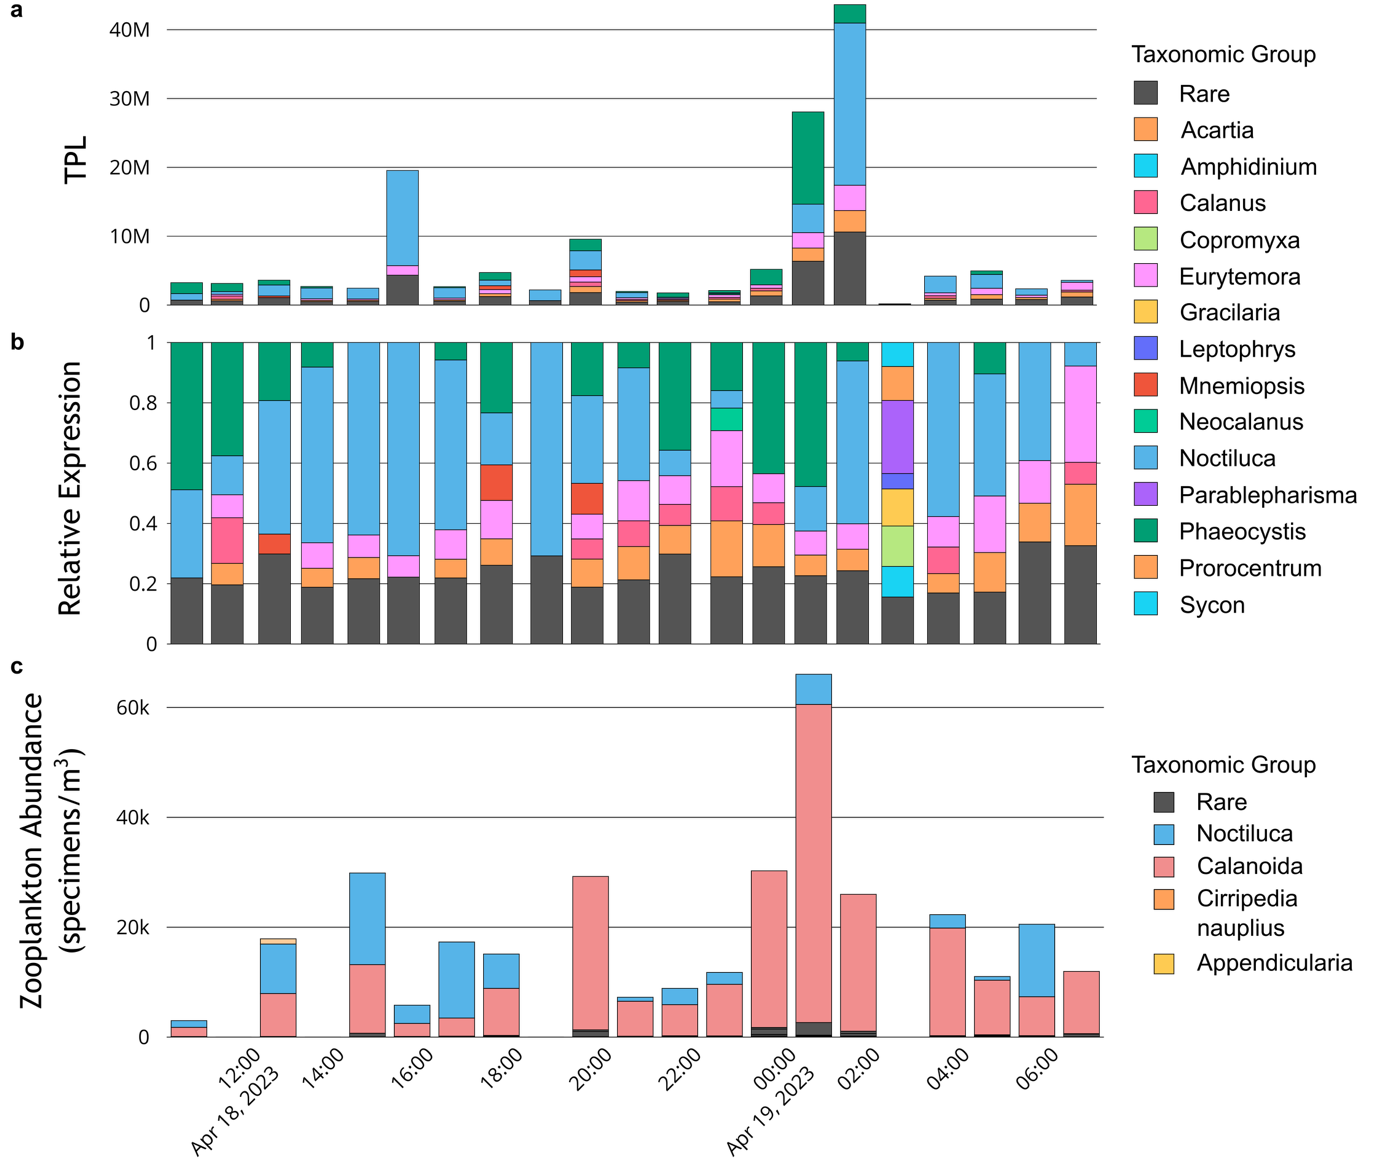 a
40M
30M
20M
10M
0
TPL
Taxonomic Group
Rare
Acartia
Amphidinium
Calanus
Copromyxa
Eurytemora
Gracilaria
Leptophrys
Mnemiopsis
Neocalanus
Noctiluca
Parablepharisma
Phaeocystis
Prorocentrum
Sycon
b
1
0.8
0.6
0.4
0.2
0
Relative Expression
c
60k
40k
20k
0
Zooplankton Abundance
(specimens/m³)
Taxonomic Group
Rare
Noctiluca
Calanoida
Cirripedia
nauplius
Appendicularia
12:00
Apr 18, 2023
14:00
16:00
18:00
20:00
22:00
00:00
Apr 19, 2023
02:00
04:00
06:00